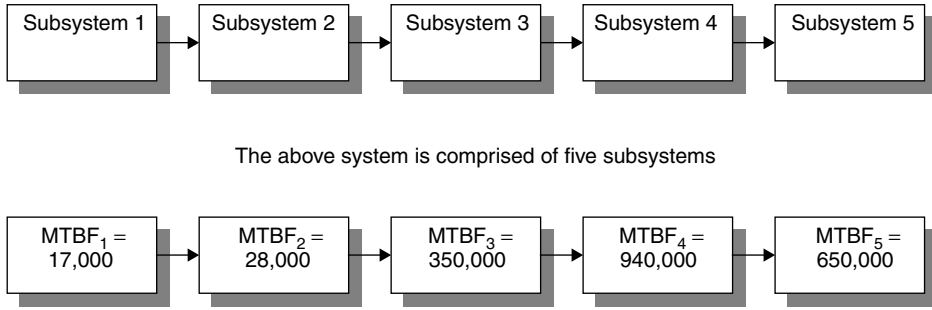 Subsystem 1
Subsystem 2
Subsystem 3
Subsystem 4
Subsystem 5
The above system is comprised of five subsystems
MTBF₁ =
17,000
MTBF₂ =
28,000
MTBF₃ =
350,000
MTBF₄ =
940,000
MTBF₅ =
650,000